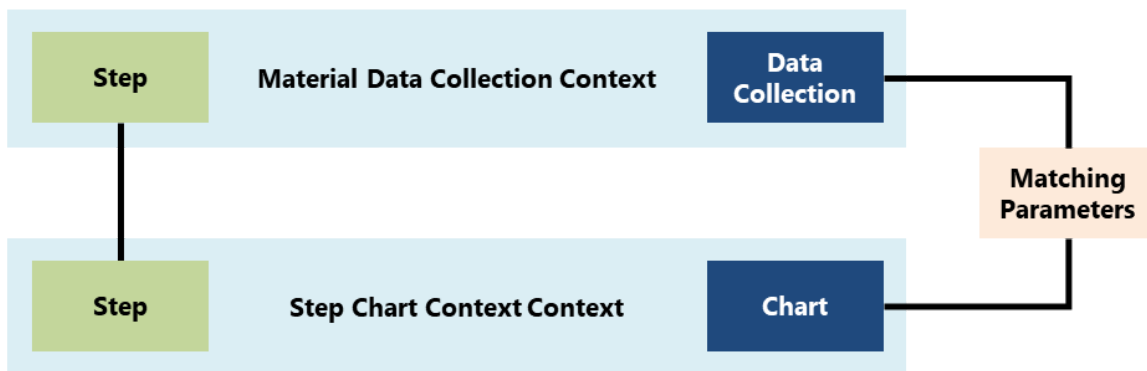 Step
Material Data Collection Context
Data
Collection
Matching
Parameters
Step
Step Chart Context Context
Chart